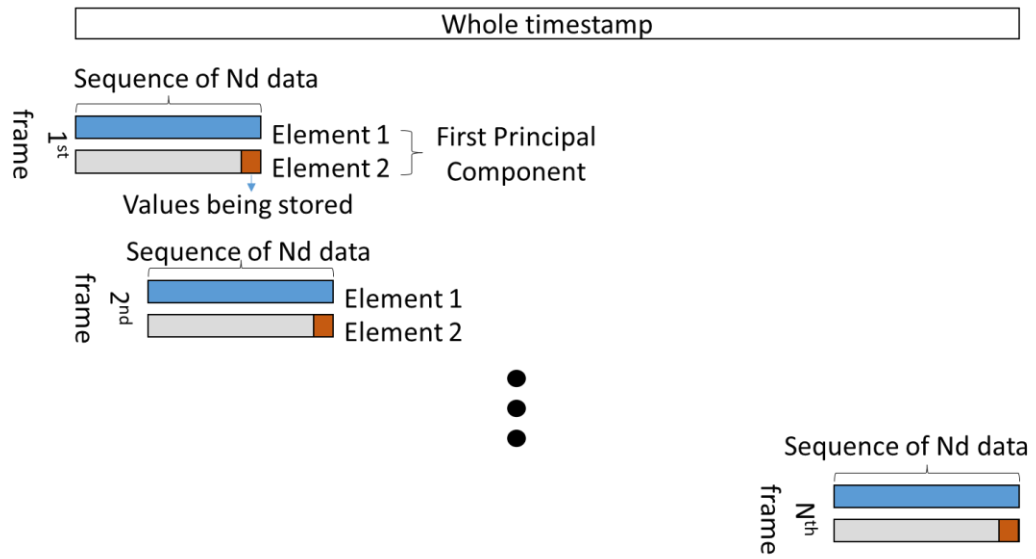 Whole timestamp
Sequence of Nd data
1st
frame
Element 1
Element 2
First Principal
Component
Values being stored
Sequence of Nd data
2nd
frame
Element 1
Element 2
Sequence of Nd data
Nth
frame